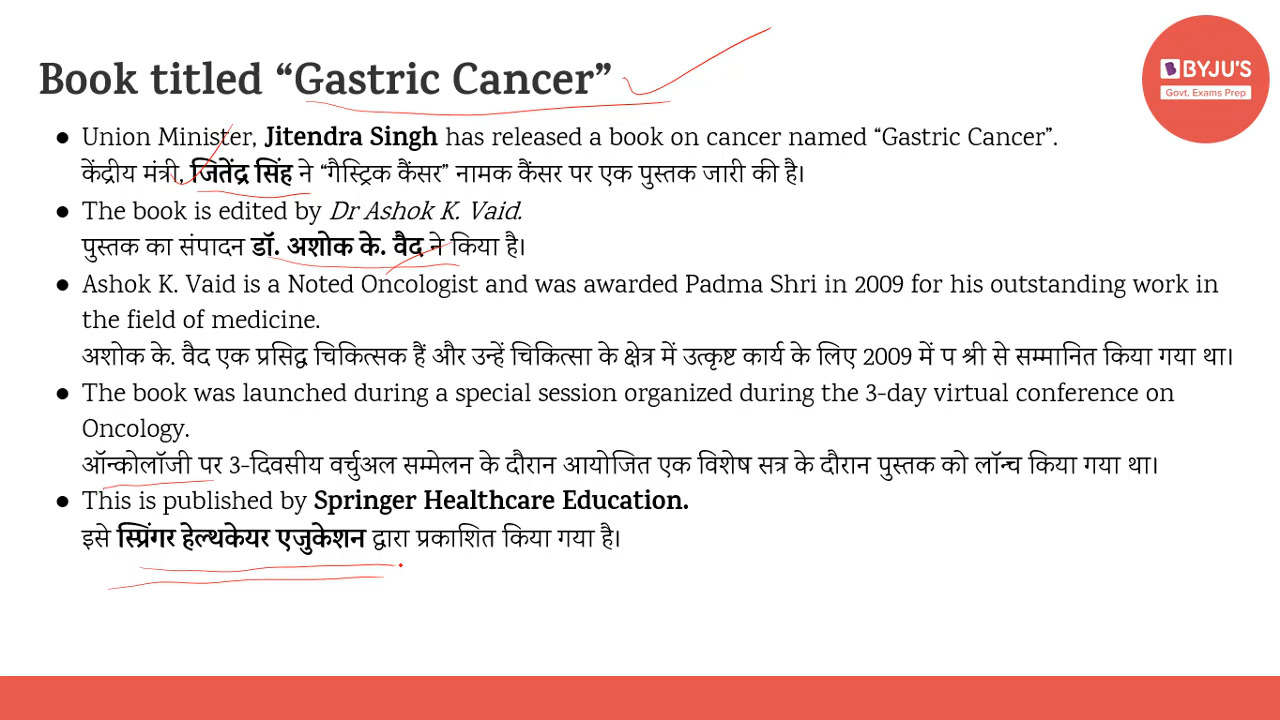 Book titled “Gastric Cancer”
BYJU'S
Govt. Exams Prep
● Union Minister, Jitendra Singh has released a book on cancer named “Gastric Cancer”.
केंद्रीय मंत्री, जितेंद्र सिंह ने “गैस्ट्रिक कैंसर” नामक कैंसर पर एक पुस्तक जारी की है।
● The book is edited by Dr Ashok K. Vaid.
पुस्तक का संपादन डॉ. अशोक के. वैद ने किया है।
● Ashok K. Vaid is a Noted Oncologist and was awarded Padma Shri in 2009 for his outstanding work in
the field of medicine.
अशोक के. वैद एक प्रसिद्ध चिकित्सक हैं और उन्हें चिकित्सा के क्षेत्र में उत्कृष्ट कार्य के लिए 2009 में प श्री से सम्मानित किया गया था।
● The book was launched during a special session organized during the 3-day virtual conference on
Oncology.
ऑन्कोलॉजी पर 3-दिवसीय वर्चुअल सम्मेलन के दौरान आयोजित एक विशेष सत्र के दौरान पुस्तक को लॉन्च किया गया था।
● This is published by Springer Healthcare Education.
इसे स्प्रिंगर हेल्थकेयर एजुकेशन द्वारा प्रकाशित किया गया है।